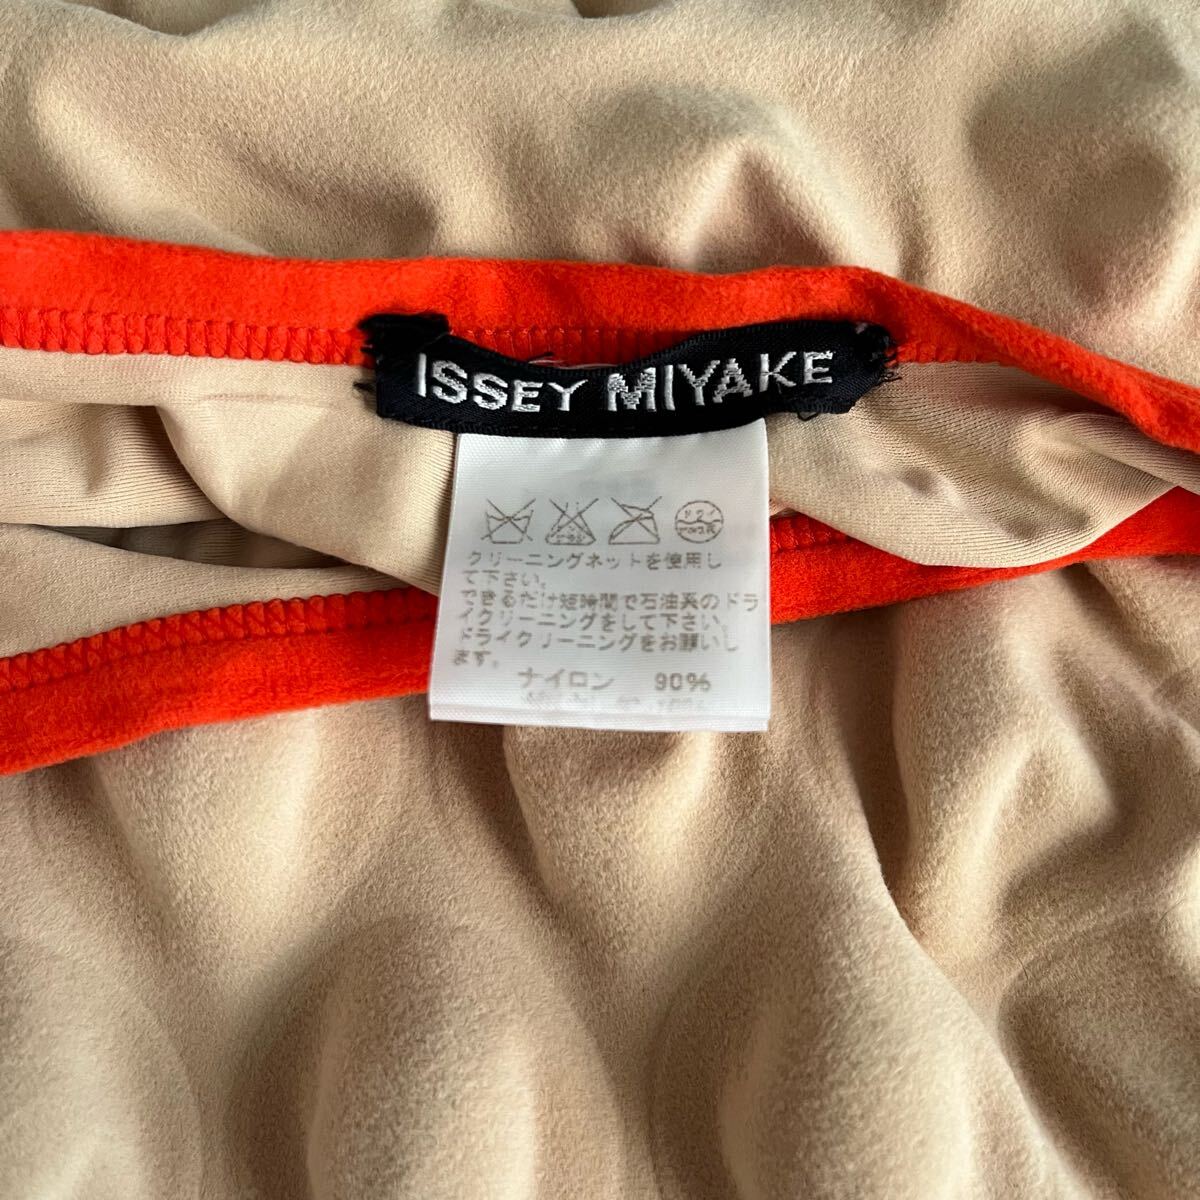 ISSEY MIYAKE
ドライ
クリーニングネットを使用し
て下さい。
できるだけ短時間で石油系のドラ
イクリーニングをして下さい。
ドライクリーニングをお願いし
ます。
ナイロン 90%